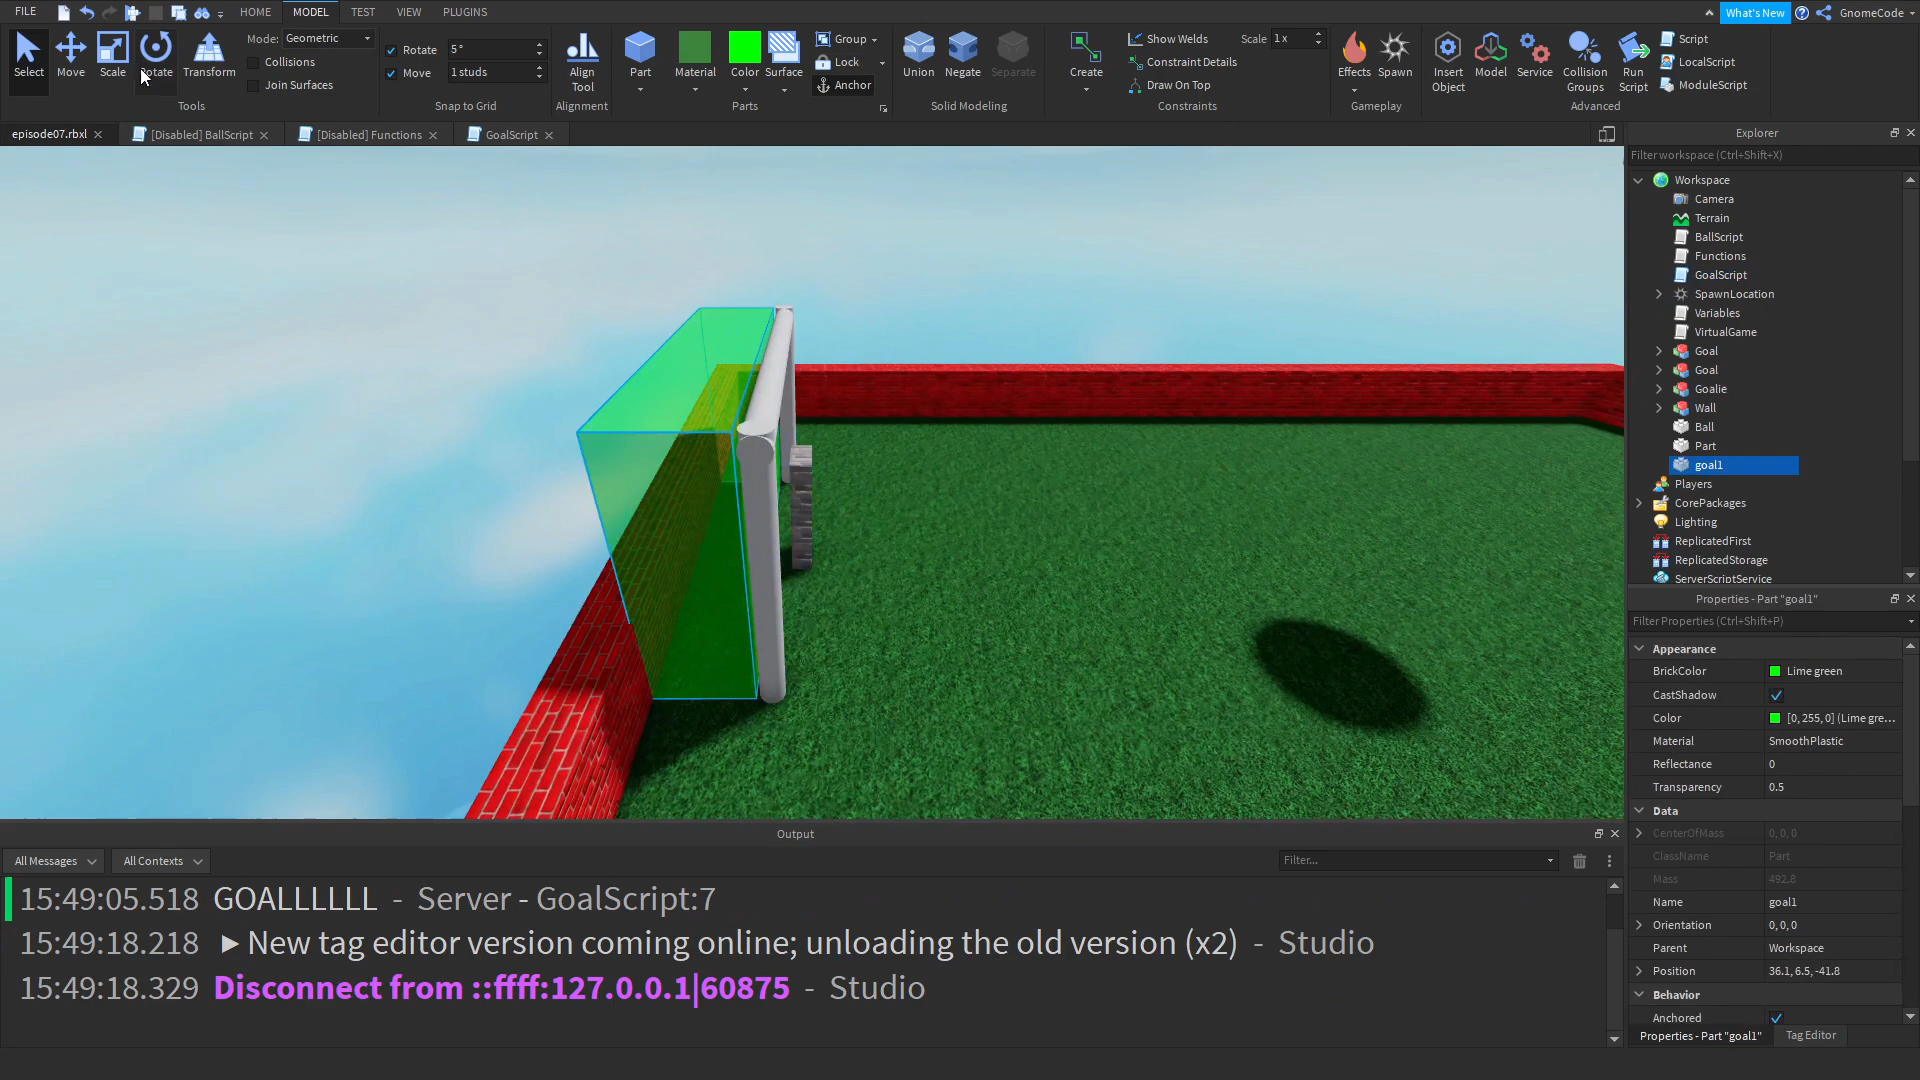 FILE HOME MODEL TEST VIEW PLUGINS What's New GnomeCode
Select Move Scale Rotate Transform
Mode: Geometric
Collisions
Join Surfaces
Tools
Rotate 5°
Move 1 studs
Snap to Grid
Align Tool
Alignment
Part Material Color Surface
Group
Lock
Anchor
Parts
Union Negate Separate
Solid Modeling
Create
Show Welds Scale 1x
Constraint Details
Draw On Top
Constraints
Effects Spawn
Gameplay
Insert Object Model Service Collision Groups Run Script
Script
LocalScript
ModuleScript
Advanced
episode07.rbxl [Disabled] BallScript [Disabled] Functions GoalScript
Explorer
Filter workspace (Ctrl+Shift+X)
Workspace
Camera
Terrain
BallScript
Functions
GoalScript
SpawnLocation
Variables
VirtualGame
Goal
Goal
Goalie
Wall
Ball
Part
goal1
Players
CorePackages
Lighting
ReplicatedFirst
ReplicatedStorage
ServerScriptService
Properties - Part "goal1"
Filter Properties (Ctrl+Shift+P)
Appearance
BrickColor Lime green
CastShadow
Color [0, 255, 0] (Lime gre...
Material SmoothPlastic
Reflectance 0
Transparency 0.5
Data
CenterOfMass 0, 0, 0
ClassName Part
Mass 492.8
Name goal1
Orientation 0, 0, 0
Parent Workspace
Position 36.1, 6.5, -41.8
Behavior
Anchored
Properties - Part "goal1" Tag Editor
Output
All Messages All Contexts Filter...
15:49:05.518 GOALLLLLL - Server - GoalScript:7
15:49:18.218 ▶ New tag editor version coming online; unloading the old version (x2) - Studio
15:49:18.329 Disconnect from ::ffff:127.0.0.1|60875 - Studio